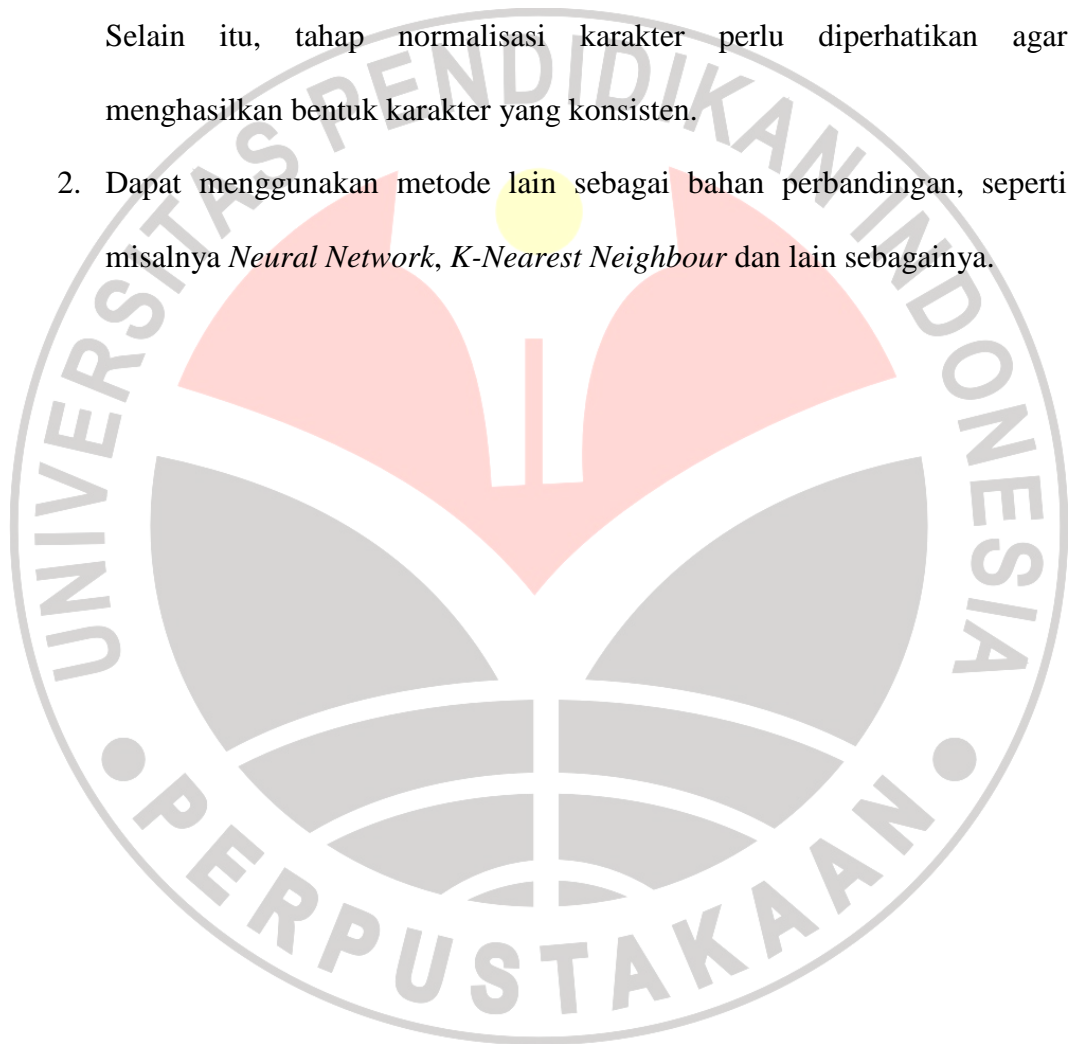 Selain itu, tahap normalisasi karakter perlu diperhatikan agar
menghasilkan bentuk karakter yang konsisten.
2. Dapat menggunakan metode lain sebagai bahan perbandingan, seperti
misalnya Neural Network, K-Nearest Neighbour dan lain sebagainya.
UNIVERSITAS PENDIDIKAN INDONESIA
PERPUSTAKAAN